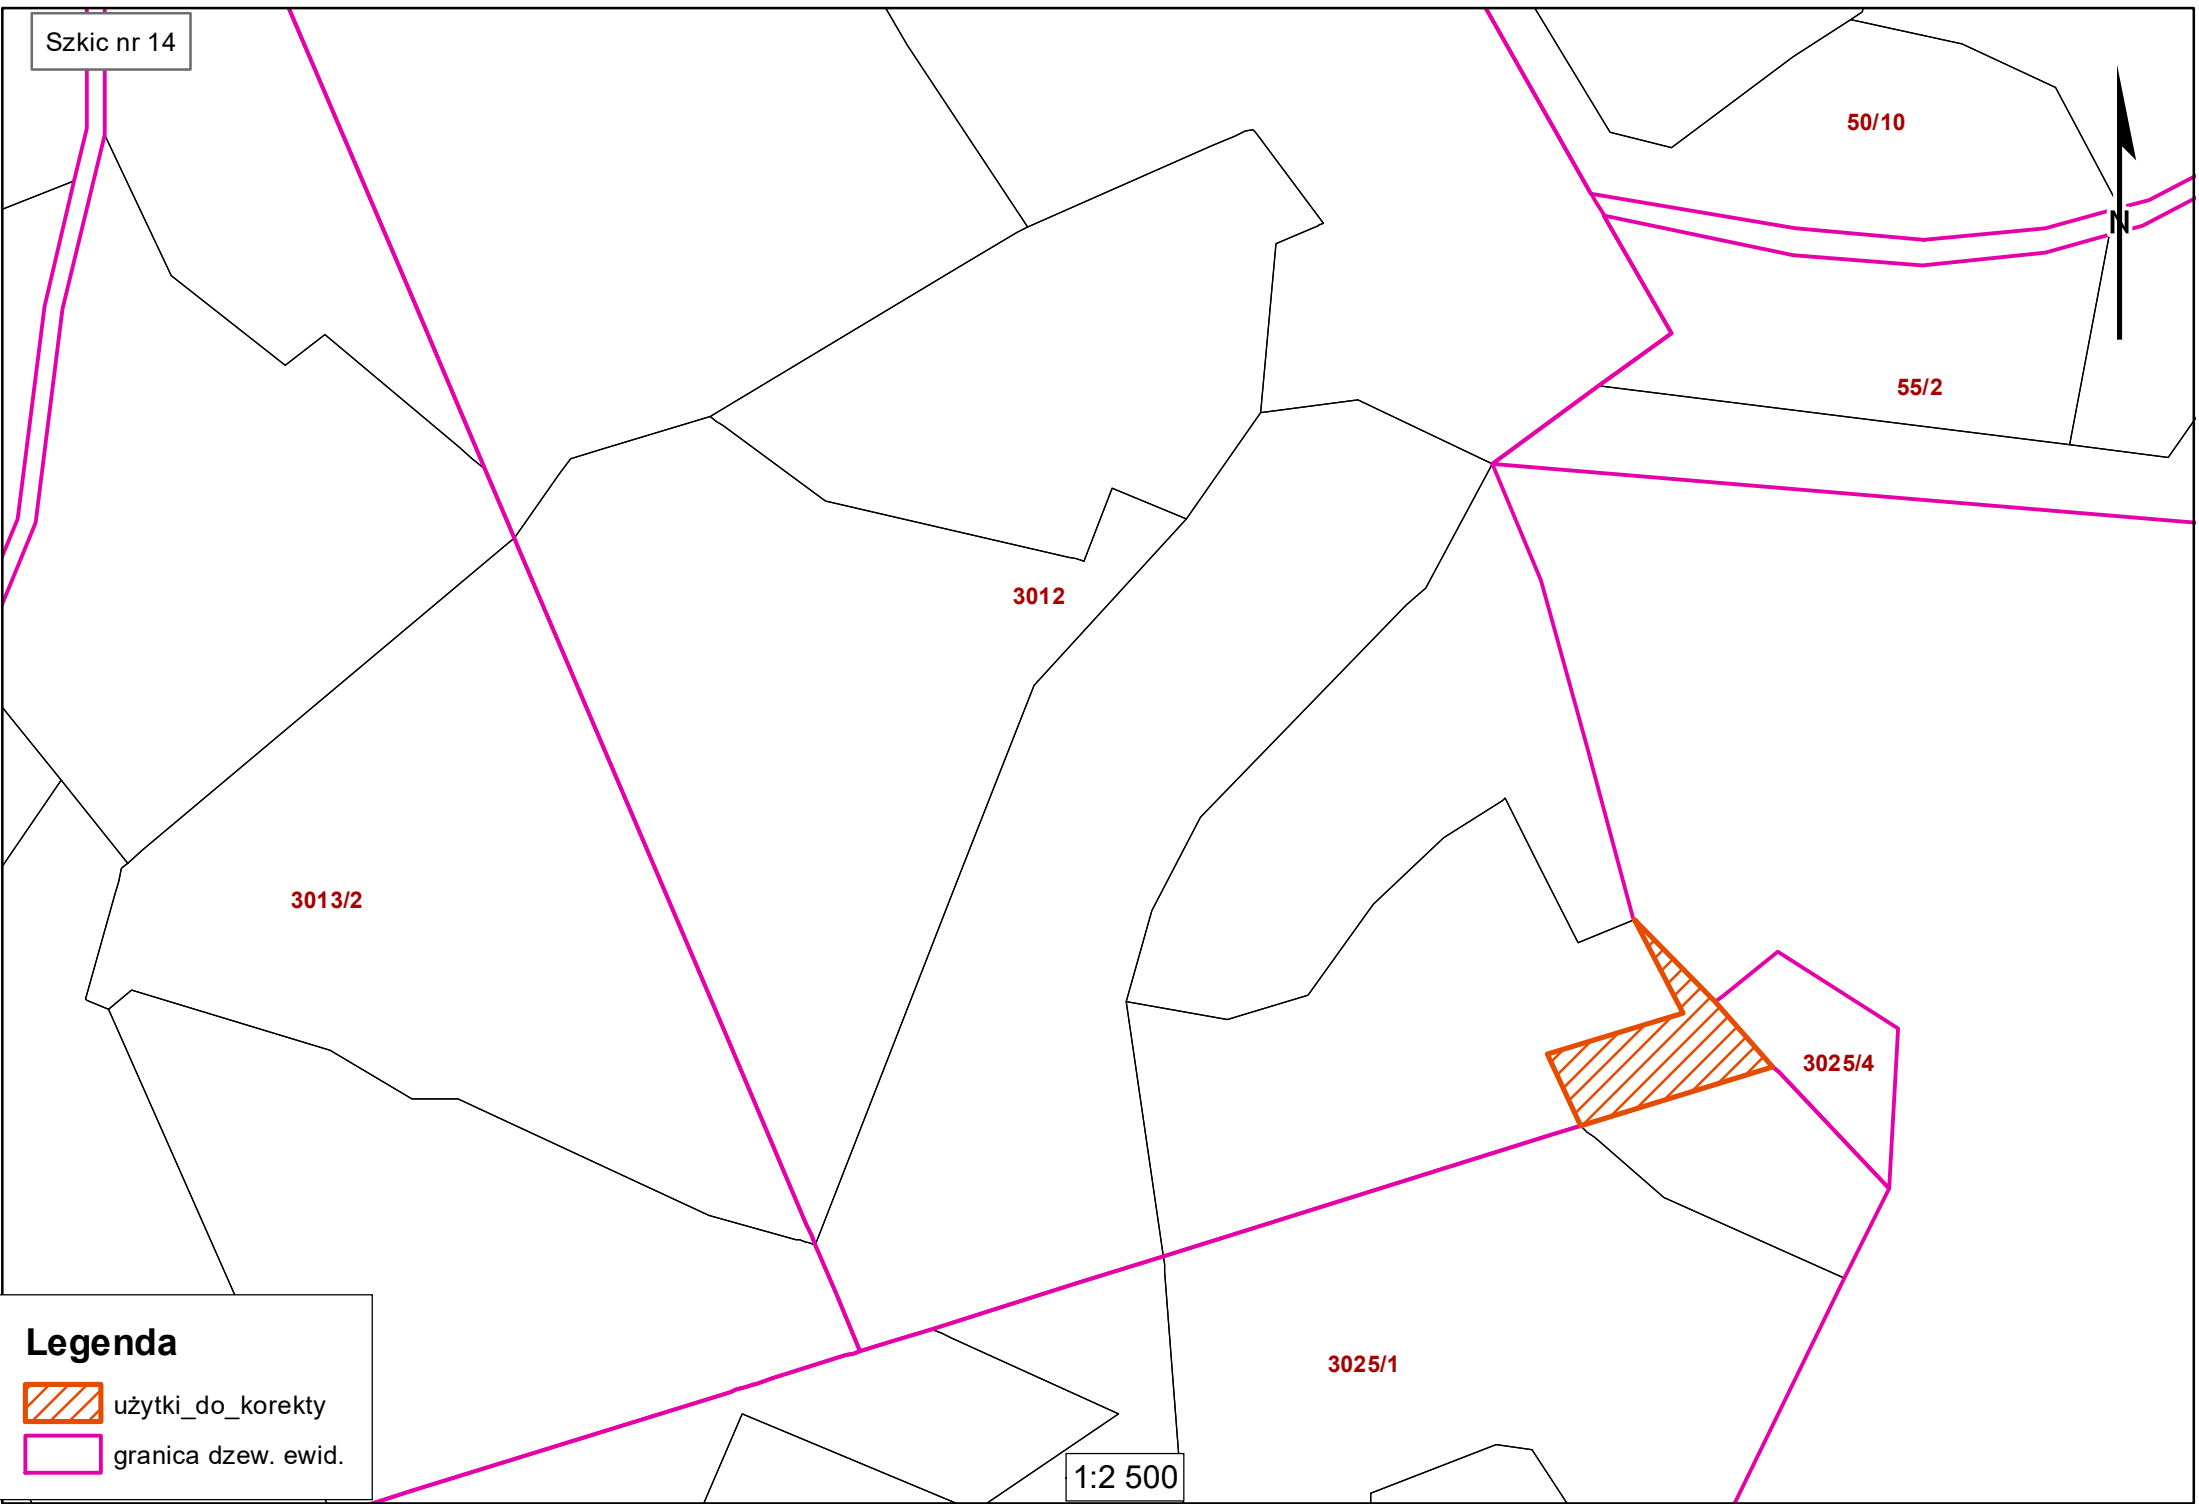 Szkic nr 14
50/10
N
55/2
3012
3013/2
3025/4
3025/1
Legenda
użytki_do_korekty
granica dzew. ewid.
1:2 500